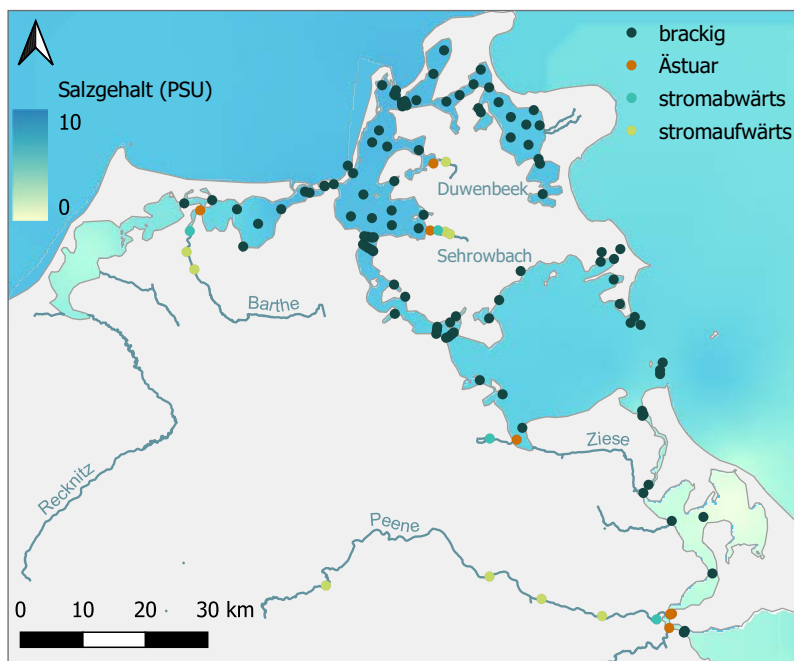 brackig
Salzgehalt (PSU)
Ästuar
10
stromabwärts
stromaufwärts
0
Duwenbeek
Sehrowbach
Barthe
Ziese
Recknitz
Peene
0 10 20 30 km